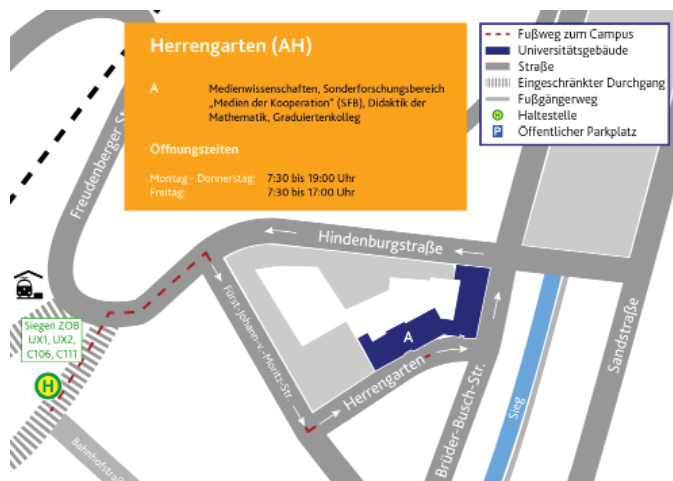 Herrengarten (AH)
A
Medienwissenschaften, Sonderforschungsbereich
„Medien der Kooperation“ (SFB), Didaktik der
Mathematik, Graduiertenkolleg
Öffnungszeiten
Montag - Donnerstag: 7:30 bis 19:00 Uhr
Freitag: 7:30 bis 17:00 Uhr
Fußweg zum Campus
Universitätsgebäude
Straße
Eingeschränkter Durchgang
Fußgängerweg
H Haltestelle
P Öffentlicher Parkplatz
Freudenberger
Hindenburgstraße
Siegen ZOB
UX1, UX2,
C106, C111
H
Fürst-Johann-v.-Moritz-Str.
A
Herrengarten
Brüder-Busch-Str.
Sieg
Sandstraße
Bahnhofstraße